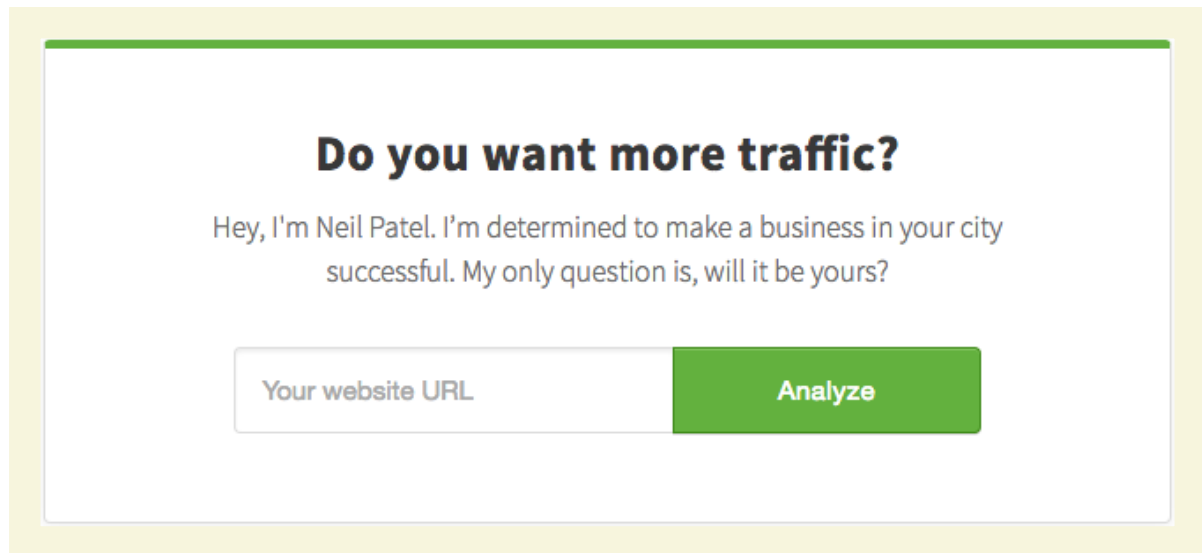 Do you want more traffic?
Hey, I'm Neil Patel. I’m determined to make a business in your city
successful. My only question is, will it be yours?
Your website URL
Analyze